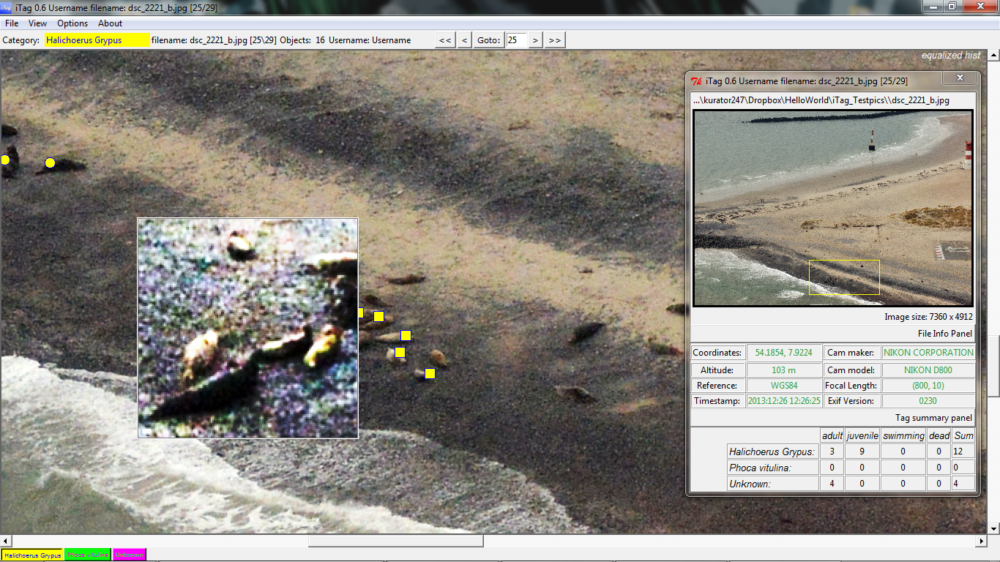 iTag 0.6 Username filename: dsc_2221_b.jpg [25/29]
File View Options About
Category: Halichoerus Grypus filename: dsc_2221_b.jpg [25\29] Objects: 16 Username: Username << < Goto: 25 > >>
equalized hist
iTag 0.6 Username filename: dsc_2221_b.jpg [25/29]
...\kurator247\Dropbox\HelloWorld\iTag_Testpics\\dsc_2221_b.jpg
Image size: 7360 x 4912
File Info Panel
Coordinates: 54.1854, 7.9224 Cam maker: NIKON CORPORATION
Altitude: 103 m Cam model: NIKON D800
Reference: WGS84 Focal Length: (800, 10)
Timestamp: 2013:12:26 12:26:25 Exif Version: 0230
Tag summary panel
adult juvenile swimming dead Sum
Halichoerus Grypus: 3 9 0 0 12
Phoca vitulina: 0 0 0 0 0
Unknown: 4 0 0 0 4
Halichoerus Grypus Phoca vitulina Unknown